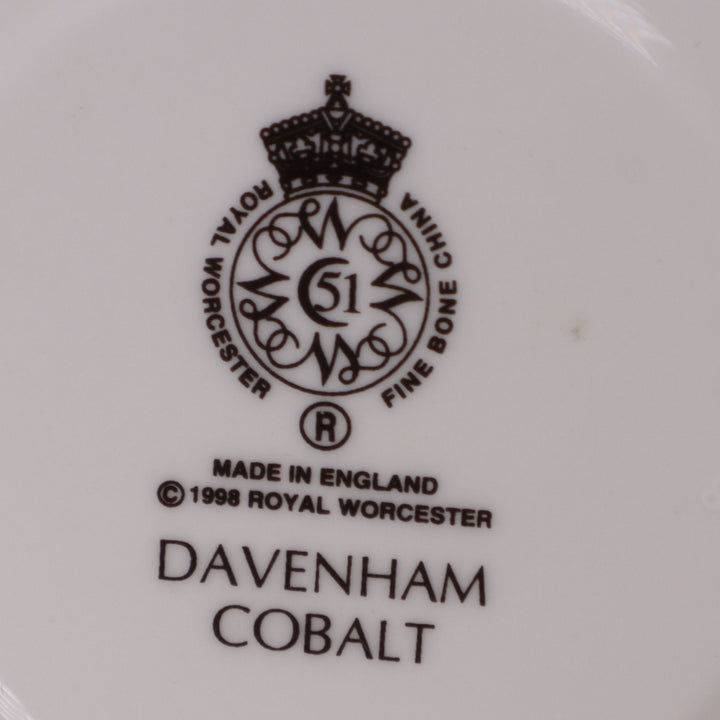 ROYAL WORCESTER
FINE BONE CHINA
51
R
MADE IN ENGLAND
© 1998 ROYAL WORCESTER
DAVENHAM
COBALT